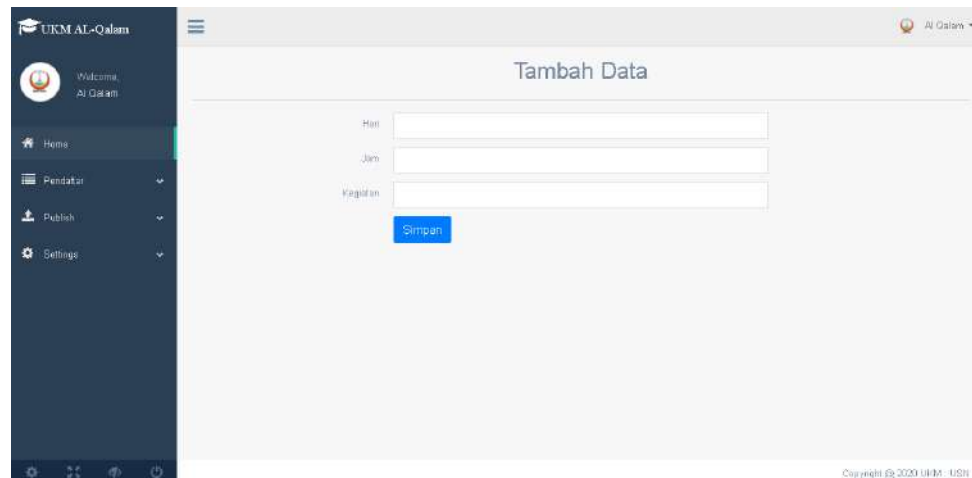 UKM AL-Qalam
Al Qalam
Welcome,
Al Qalam
Home
Pendaftar
Publish
Settings
Tambah Data
Hari
Jam
Kegiatan
Simpan
Copyright @ 2020 UKM - USN